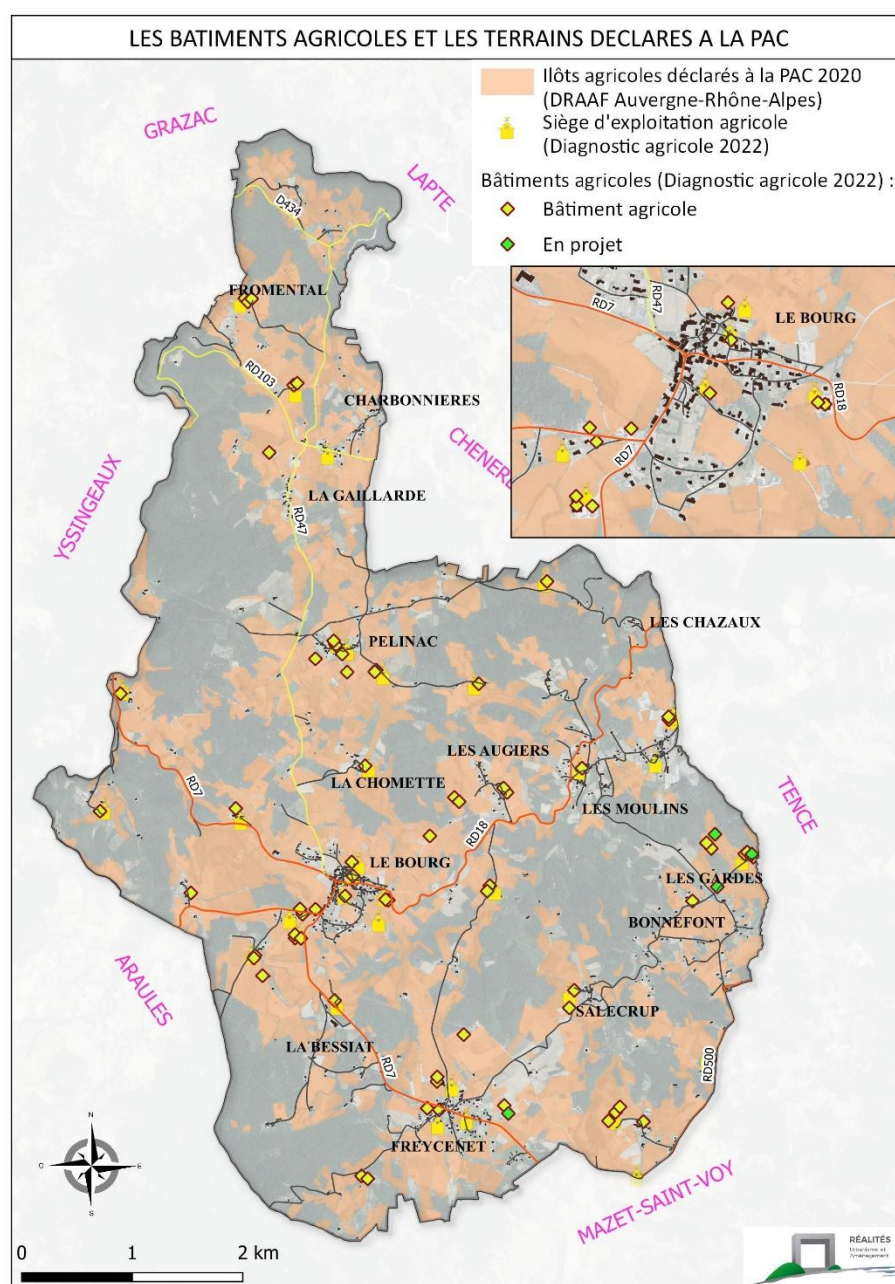 LES BATIMENTS AGRICOLES ET LES TERRAINS DECLARES A LA PAC
Ilôts agricoles déclarés à la PAC 2020
(DRAAF Auvergne-Rhône-Alpes)
Siège d'exploitation agricole
(Diagnostic agricole 2022)
Bâtiments agricoles (Diagnostic agricole 2022) :
Bâtiment agricole
En projet
GRAZAC
LAPTE
D434
FROMENTAL
RD47
RD7
LE BOURG
RD18
RD7
RD103
CHARBONNIERES
CHENERE
YSSINGEAUX
LA GAILLARDE
RD47
LES CHAZAUX
PELINAC
LES AUGIERS
LA CHOMETTE
RD7
LES MOULINS
TENCE
RD18
LE BOURG
LES GARDES
BONNEFONT
ARAULES
SALECRUP
LA BESSIAT
RD7
RD500
FREYCENET
MAZET-SAINT-VOY
N
C
E
S
0 1 2 km
RÉALITÉS
Urbanisme et
Aménagement